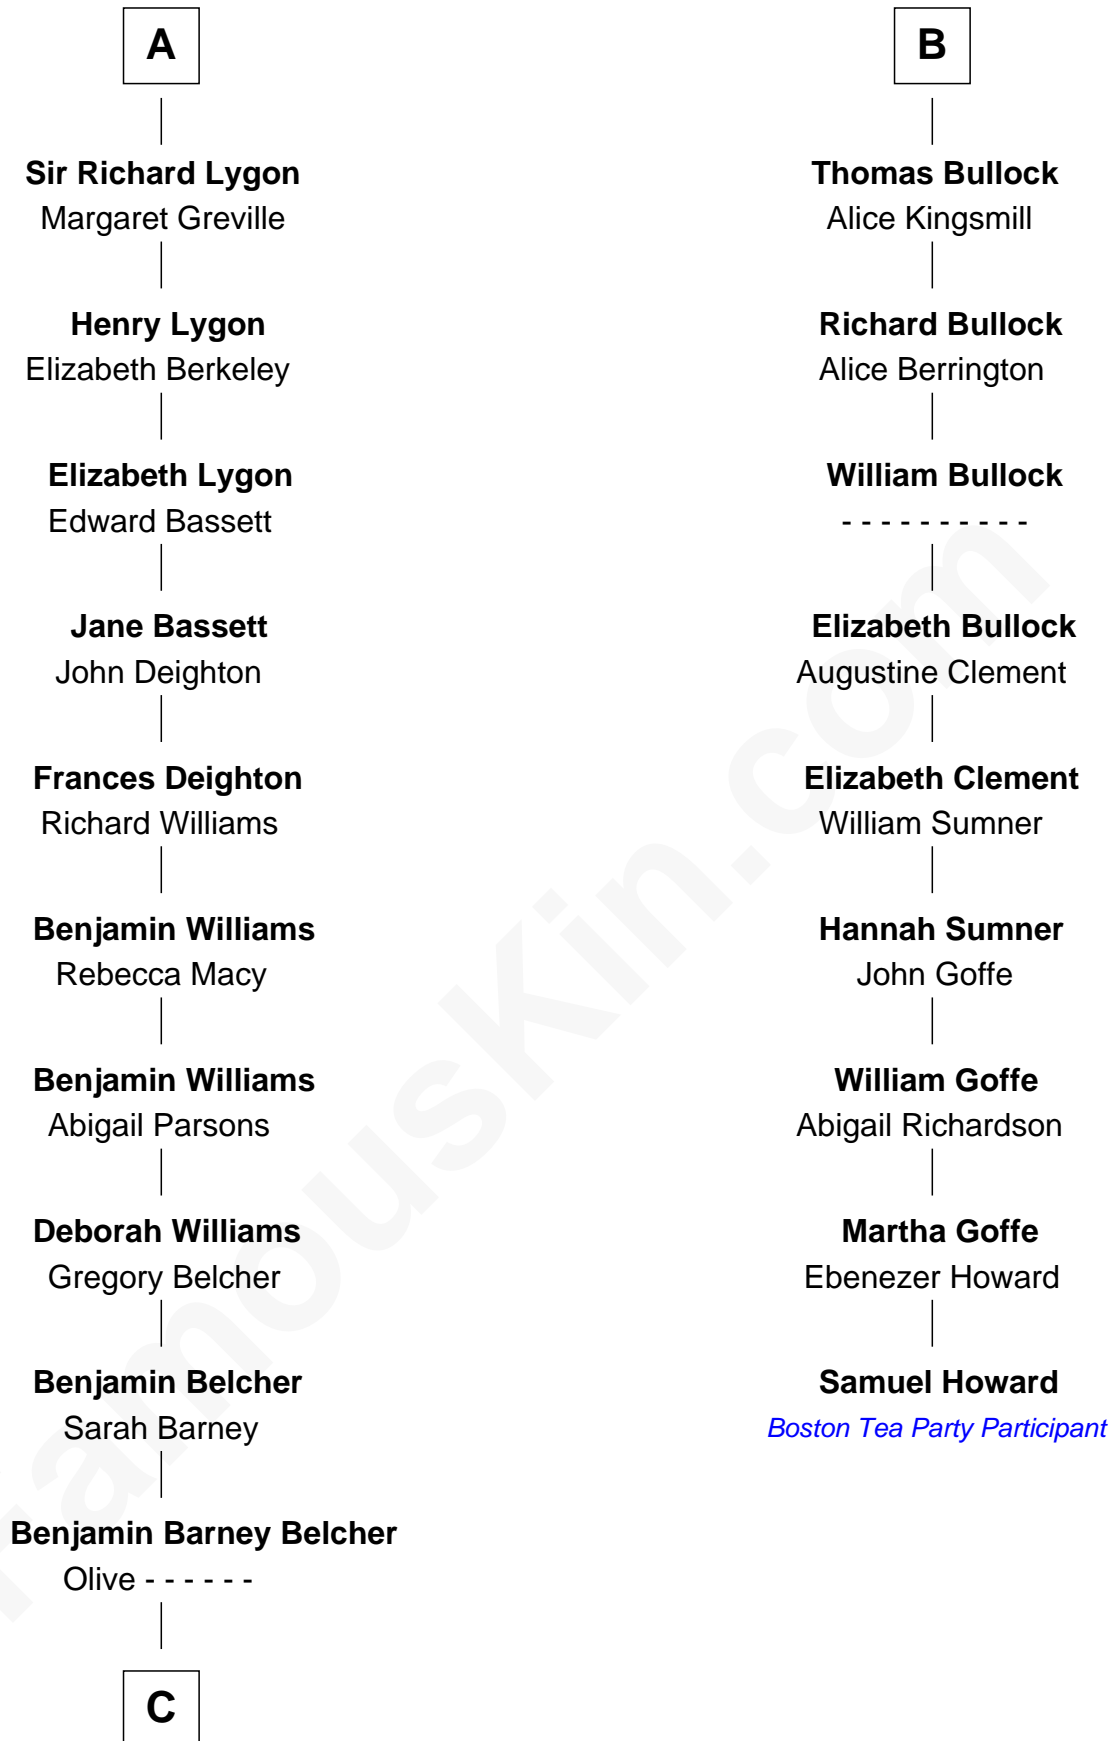 A
Sir Richard Lygon
Margaret Greville
Henry Lygon
Elizabeth Berkeley
Elizabeth Lygon
Edward Bassett
Jane Bassett
John Deighton
Frances Deighton
Richard Williams
Benjamin Williams
Rebecca Macy
Benjamin Williams
Abigail Parsons
Deborah Williams
Gregory Belcher
Benjamin Belcher
Sarah Barney
Benjamin Barney Belcher
Olive - - - - - -
C
B
Thomas Bullock
Alice Kingsmill
Richard Bullock
Alice Berrington
William Bullock
- - - - - - - - - -
Elizabeth Bullock
Augustine Clement
Elizabeth Clement
William Sumner
Hannah Sumner
John Goffe
William Goffe
Abigail Richardson
Martha Goffe
Ebenezer Howard
Samuel Howard
Boston Tea Party Participant
FamousKin.com